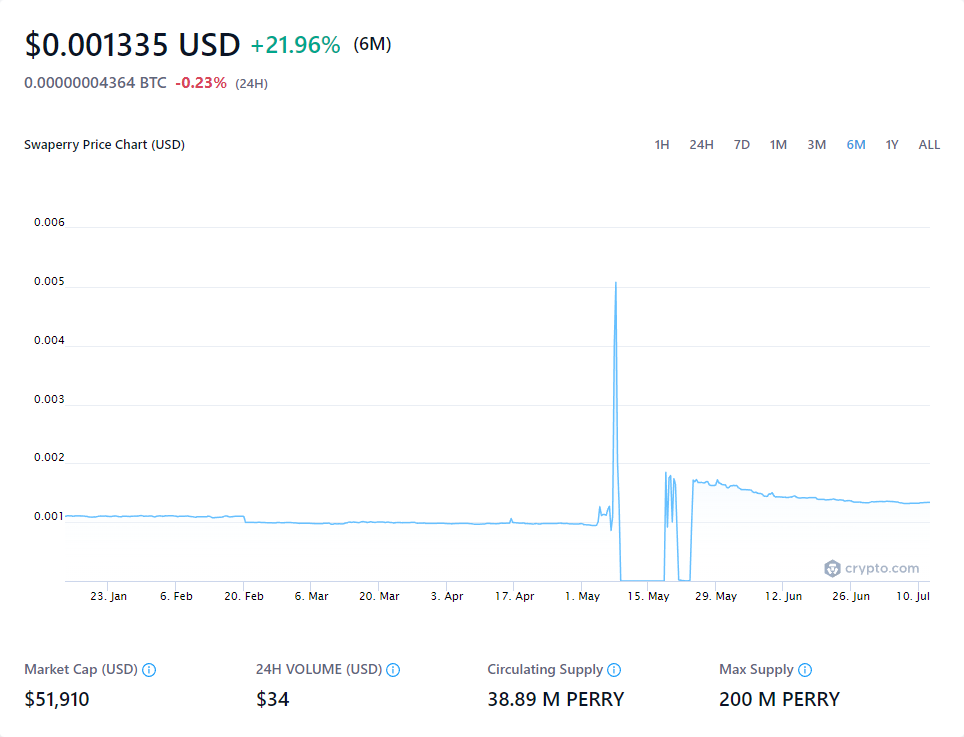 $0.001335 USD +21.96% (6M)
0.00000004364 BTC -0.23% (24H)
Swaperry Price Chart (USD) 1H 24H 7D 1M 3M 6M 1Y ALL
0.006
0.005
0.004
0.003
0.002
0.001
crypto.com
23. Jan 6. Feb 20. Feb 6. Mar 20. Mar 3. Apr 17. Apr 1. May 15. May 29. May 12. Jun 26. Jun 10. Jul
Market Cap (USD) 24H VOLUME (USD) Circulating Supply Max Supply
$51,910 $34 38.89 M PERRY 200 M PERRY